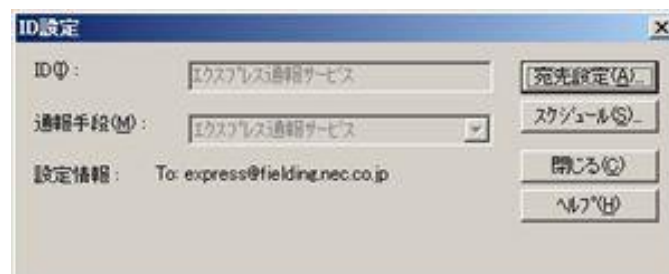 ID設定
ID(I) :
エクスプレス通報サービス
宛先設定(A)...
通報手段(M) :
エクスプレス通報サービス
スケジュール(S)...
設定情報 :
To: express@fielding.nec.co.jp
閉じる(C)
ヘルプ(H)